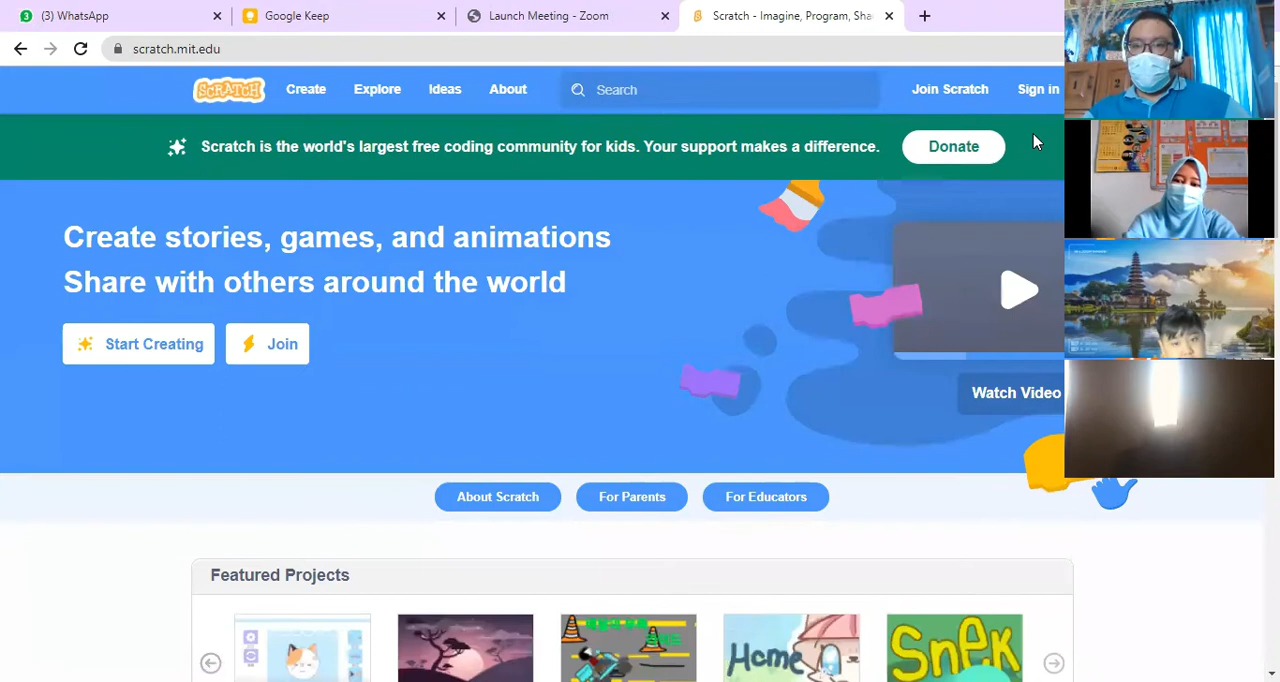 (3) WhatsApp
Google Keep
Launch Meeting - Zoom
Scratch - Imagine, Program, Sha
scratch.mit.edu
SCRATCH
Create
Explore
Ideas
About
Search
Join Scratch
Sign in
Scratch is the world's largest free coding community for kids. Your support makes a difference.
Donate
Create stories, games, and animations
Share with others around the world
Start Creating
Join
Watch Video
About Scratch
For Parents
For Educators
Featured Projects
Home
Snek